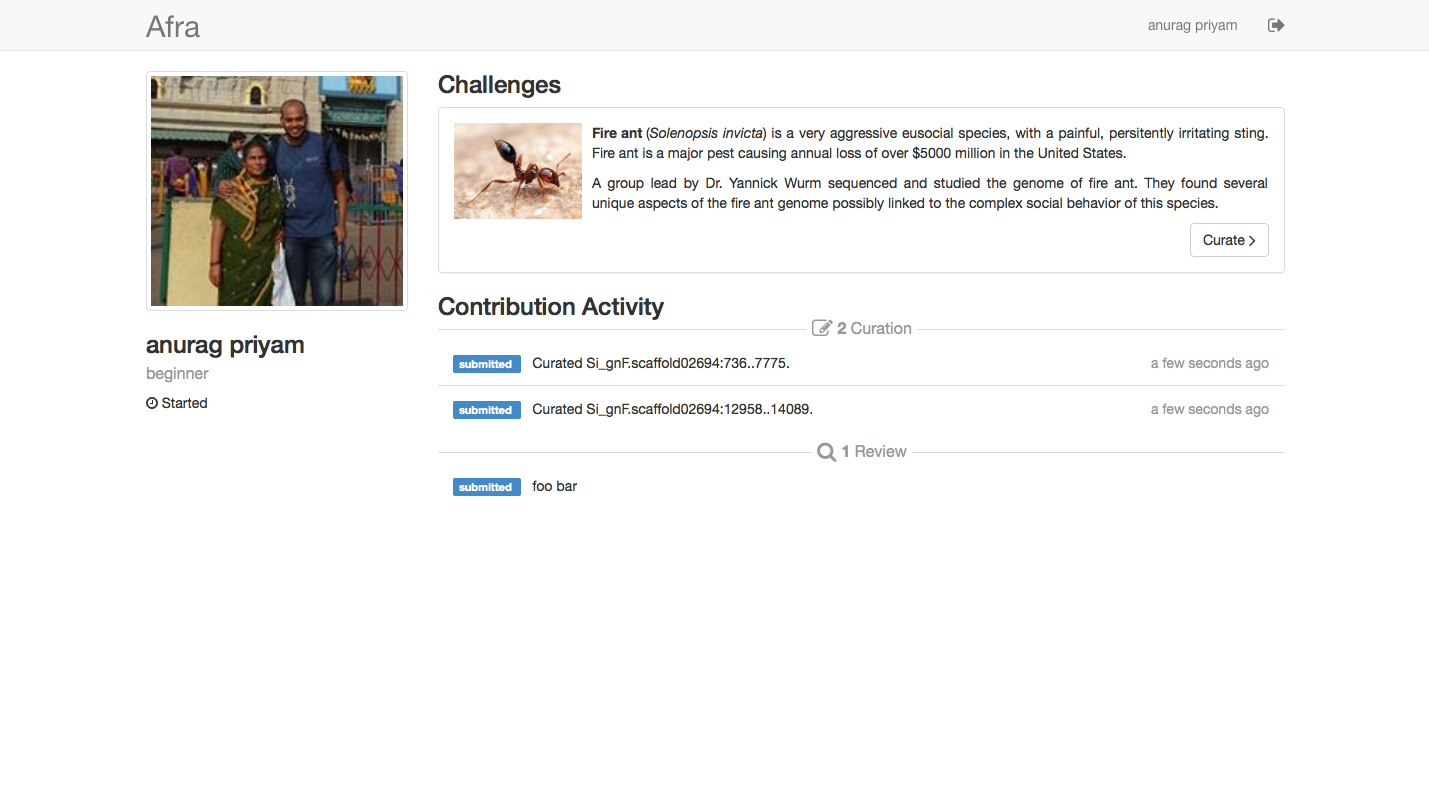 Afra
anurag priyam
anurag priyam
beginner
Started
Challenges
Fire ant (Solenopsis invicta) is a very aggressive eusocial species, with a painful, persitently irritating sting.
Fire ant is a major pest causing annual loss of over $5000 million in the United States.
A group lead by Dr. Yannick Wurm sequenced and studied the genome of fire ant. They found several
unique aspects of the fire ant genome possibly linked to the complex social behavior of this species.
Curate
Contribution Activity
2 Curation
submitted Curated Si_gnF.scaffold02694:736..7775. a few seconds ago
submitted Curated Si_gnF.scaffold02694:12958..14089. a few seconds ago
1 Review
submitted foo bar